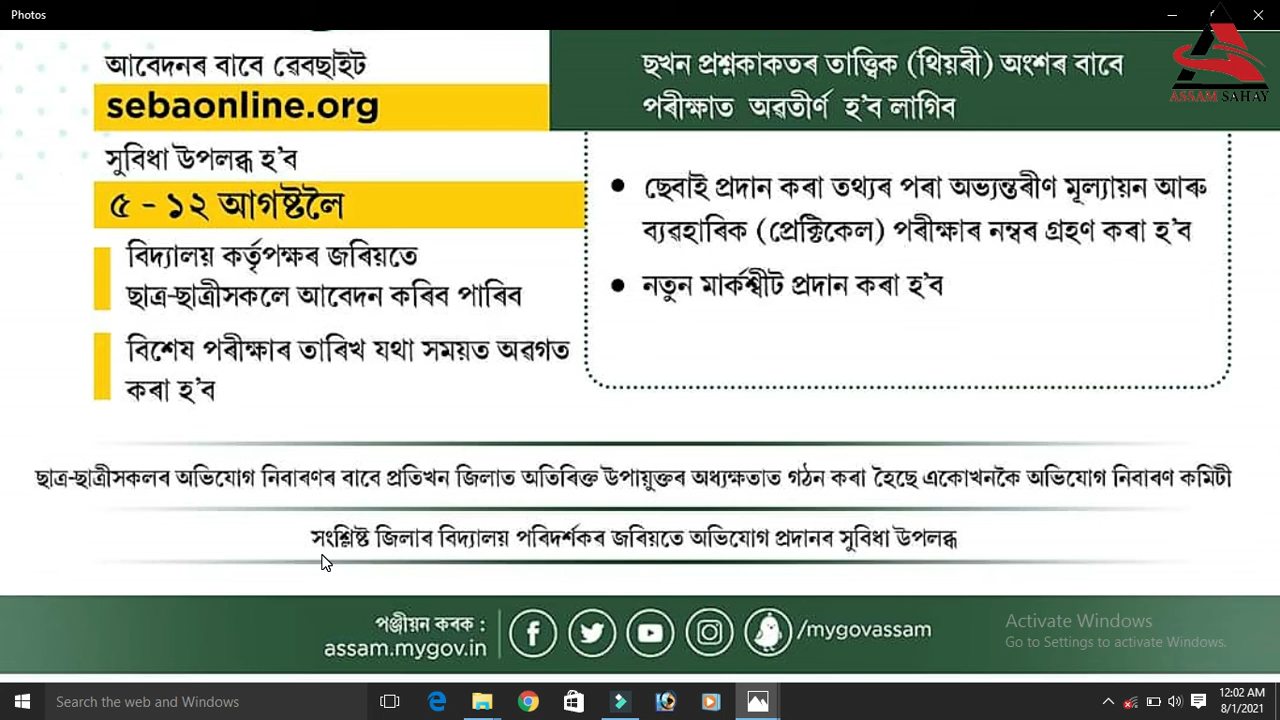 Photos
ASSAM SAHAY
আবেদনৰ বাবে ৱেবছাইট
sebaonline.org
সুবিধা উপলব্ধ হ'ব
৫ - ১২ আগষ্টলৈ
বিদ্যালয় কৰ্তৃপক্ষৰ জৰিয়তে
ছাত্ৰ-ছাত্ৰীসকলে আবেদন কৰিব পাৰিব
বিশেষ পৰীক্ষাৰ তাৰিখ যথা সময়ত অৱগত
কৰা হ'ব
ছখন প্ৰশ্নকাকতৰ তাত্ত্বিক (থিয়ৰী) অংশৰ বাবে
পৰীক্ষাত অৱতীৰ্ণ হ'ব লাগিব
• ছেবাই প্ৰদান কৰা তথ্যৰ পৰা অভ্যন্তৰীণ মূল্যায়ন আৰু
ব্যৱহাৰিক (প্ৰেক্টিকেল) পৰীক্ষাৰ নম্বৰ গ্ৰহণ কৰা হ'ব
• নতুন মাৰ্কশ্বীট প্ৰদান কৰা হ'ব
ছাত্ৰ-ছাত্ৰীসকলৰ অভিযোগ নিবাৰণৰ বাবে প্ৰতিখন জিলাত অতিৰিক্ত উপায়ুক্তৰ অধ্যক্ষতাত গঠন কৰা হৈছে একোখনকৈ অভিযোগ নিবাৰণ কমিটী
সংশ্লিষ্ট জিলাৰ বিদ্যালয় পৰিদৰ্শকৰ জৰিয়তে অভিযোগ প্ৰদানৰ সুবিধা উপলব্ধ
পঞ্জীয়ন কৰক :
assam.mygov.in
/mygovassam
Activate Windows
Go to Settings to activate Windows.
Search the web and Windows
12:02 AM
8/1/2021